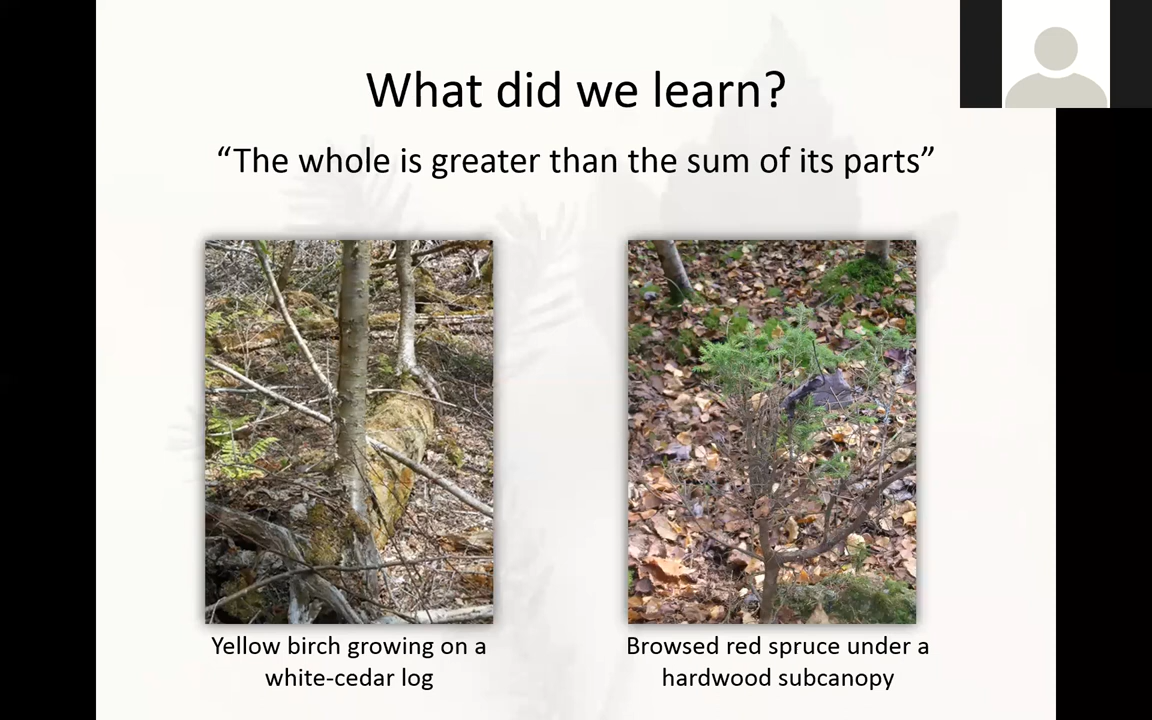 What did we learn?
“The whole is greater than the sum of its parts”
Yellow birch growing on a
white-cedar log
Browsed red spruce under a
hardwood subcanopy